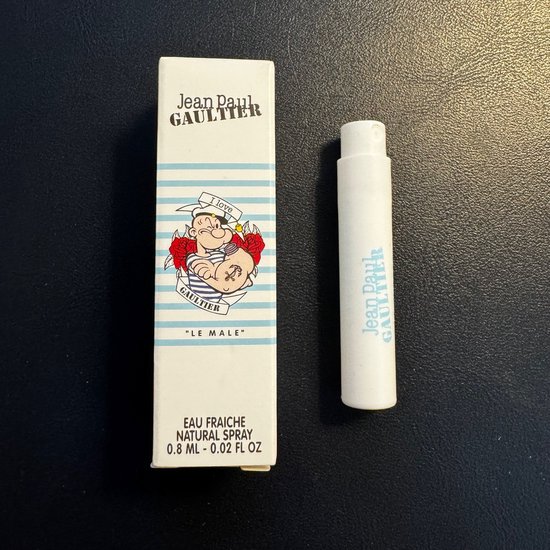 Jean Paul
GAULTIER
I love
GAULTIER
"LE MALE"
EAU FRAICHE
NATURAL SPRAY
0.8 ML - 0.02 FL OZ
Jean Paul
GAULTIER